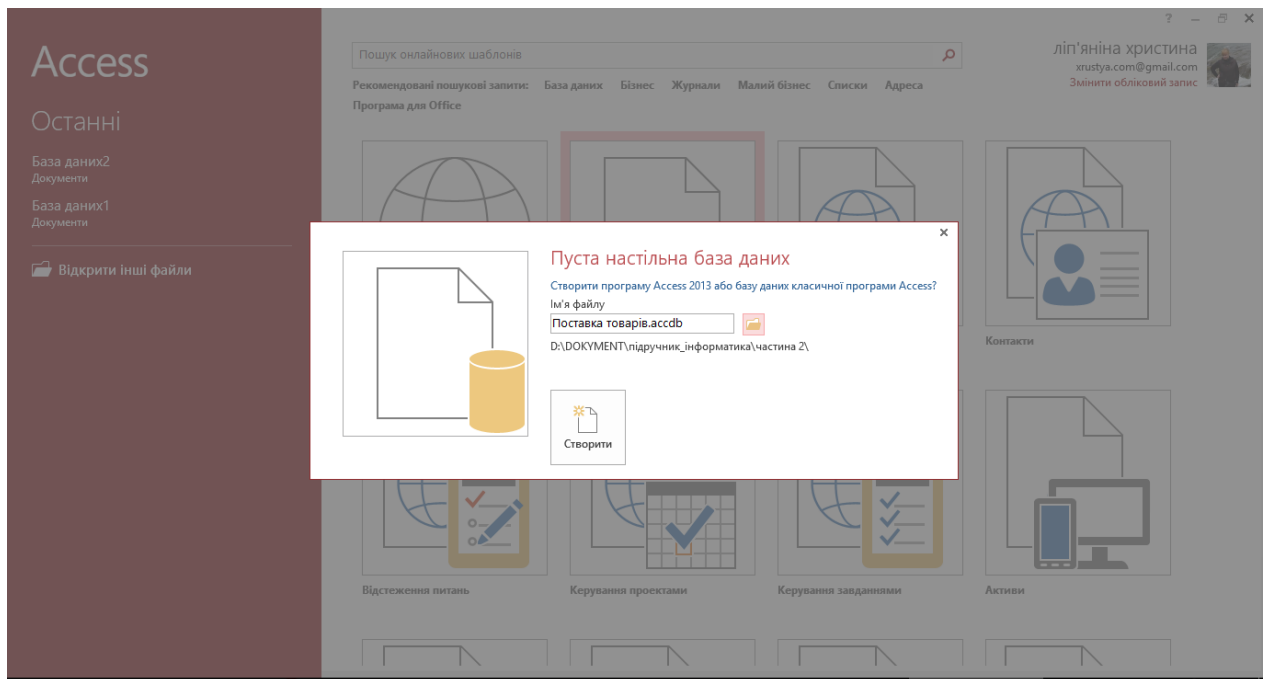 Access
Останні
База даних2
Документи
База даних1
Документи
Відкрити інші файли
?
Пошук онлайнових шаблонів
Рекомендовані пошукові запити: База даних Бізнес Журнали Малий бізнес Списки Адреса
Програма для Office
ліп'яніна христина
xrustya.com@gmail.com
Змінити обліковий запис
Пуста настільна база даних
Створити програму Access 2013 або базу даних класичної програми Access?
Ім'я файлу
Поставка товарів.accdb
D:\DOKYMENT\підручник_інформатика\частина 2\
Створити
Контакти
Відстеження питань
Керування проектами
Керування завданнями
Активи